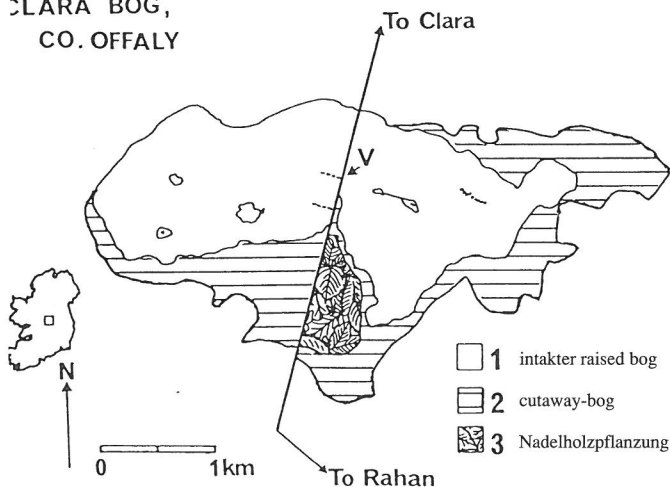 CLARA BOG,
CO. OFFALY
To Clara
V
N
0 1km
To Rahan
1 intakter raised bog
2 cutaway-bog
3 Nadelholzpflanzung